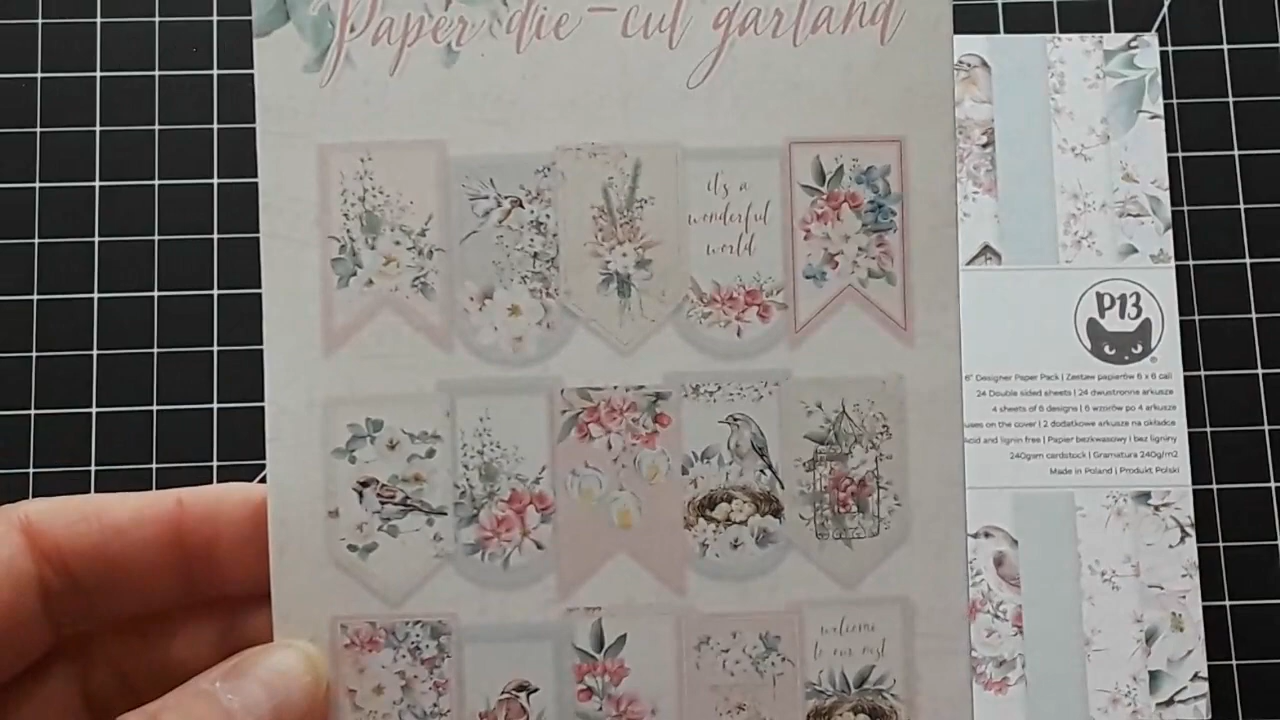 Paper die-cut garland
it's a
wonderful
world
welcome
to our nest
P13
6" Designer Paper Pack | Zestaw papierów 6 x 6 cali
24 Double sided sheets | 24 dwustronne arkusze
4 sheets of 6 designs | 6 wzorów po 4 arkusze
on the cover | 2 dodatkowe arkusze na okładce
Acid and lignin free | Papier bezkwasowy i bez ligniny
240gsm cardstock | Gramatura 240g/m2
Made in Poland | Produkt Polski